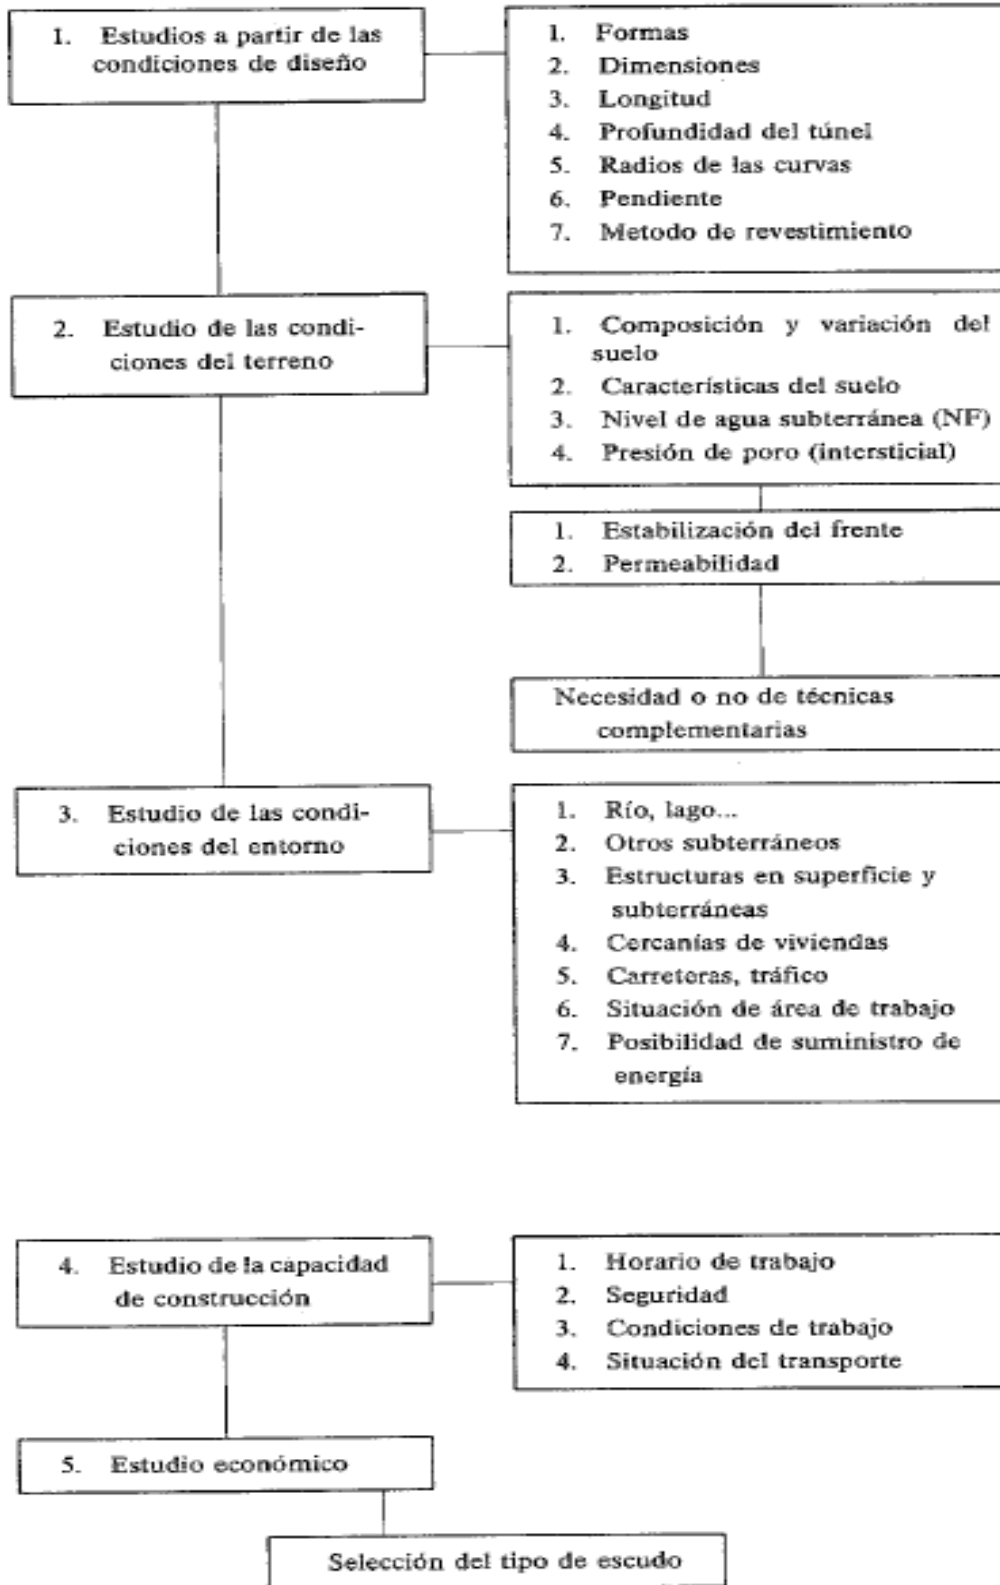 1. Estudios a partir de las
condiciones de diseño
1. Formas
2. Dimensiones
3. Longitud
4. Profundidad del túnel
5. Radios de las curvas
6. Pendiente
7. Metodo de revestimiento
2. Estudio de las condi-
ciones del terreno
1. Composición y variación del
suelo
2. Características del suelo
3. Nivel de agua subterránea (NF)
4. Presión de poro (intersticial)
1. Estabilización del frente
2. Permeabilidad
Necesidad o no de técnicas
complementarias
3. Estudio de las condi-
ciones del entorno
1. Río, lago...
2. Otros subterráneos
3. Estructuras en superficie y
subterráneas
4. Cercanías de viviendas
5. Carreteras, tráfico
6. Situación de área de trabajo
7. Posibilidad de suministro de
energía
4. Estudio de la capacidad
de construcción
1. Horario de trabajo
2. Seguridad
3. Condiciones de trabajo
4. Situación del transporte
5. Estudio económico
Selección del tipo de escudo